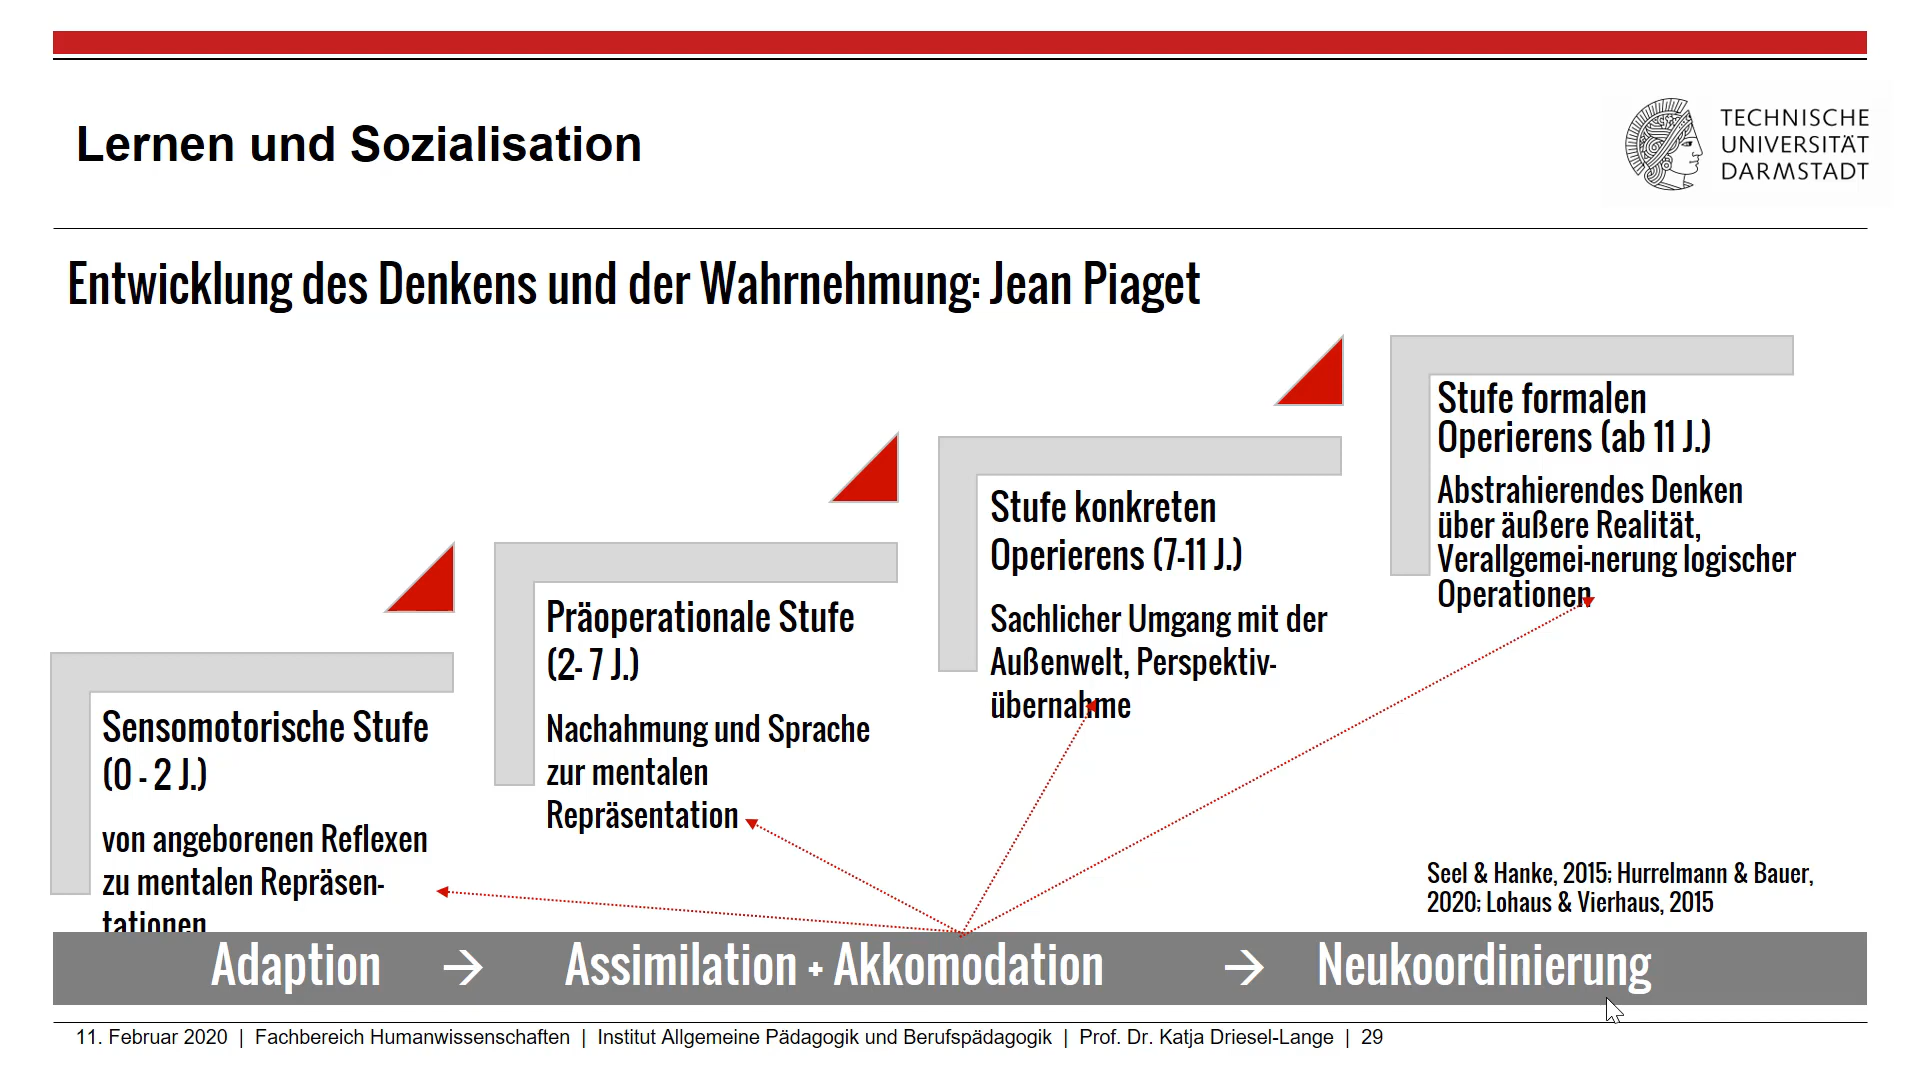 Lernen und Sozialisation
TECHNISCHE
UNIVERSITÄT
DARMSTADT
Entwicklung des Denkens und der Wahrnehmung: Jean Piaget
Sensomotorische Stufe
(0 - 2 J.)
von angeborenen Reflexen
zu mentalen Repräsen-
tationen
Präoperationale Stufe
(2- 7 J.)
Nachahmung und Sprache
zur mentalen
Repräsentation
Stufe konkreten
Operierens (7-11 J.)
Sachlicher Umgang mit der
Außenwelt, Perspektiv-
übernahme
Stufe formalen
Operierens (ab 11 J.)
Abstrahierendes Denken
über äußere Realität,
Verallgemei-nerung logischer
Operationen
Seel & Hanke, 2015; Hurrelmann & Bauer,
2020; Lohaus & Vierhaus, 2015
Adaption → Assimilation + Akkomodation → Neukoordinierung
11. Februar 2020 | Fachbereich Humanwissenschaften | Institut Allgemeine Pädagogik und Berufspädagogik | Prof. Dr. Katja Driesel-Lange | 29